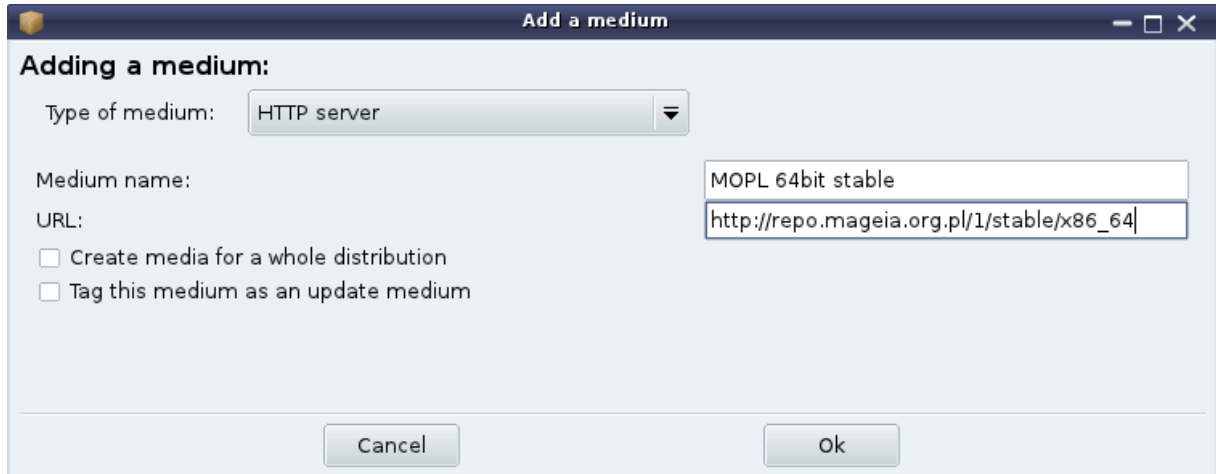 Add a medium
Adding a medium:
Type of medium: HTTP server
Medium name: MOPL 64bit stable
URL: http://repo.mageia.org.pl/1/stable/x86_64
Create media for a whole distribution
Tag this medium as an update medium
Cancel Ok